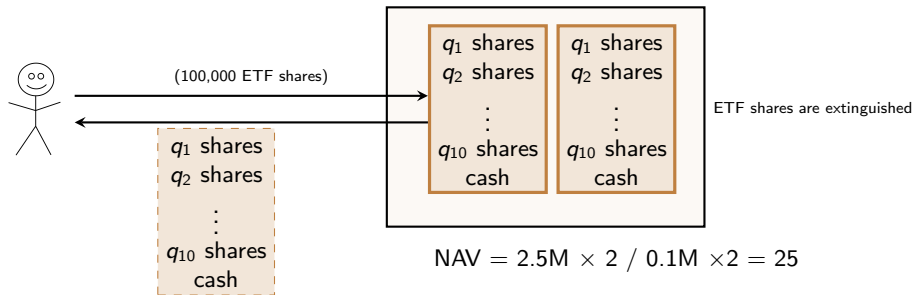 (100,000 ETF shares)
q₁ shares
q₂ shares
⋮
q₁₀ shares
cash
q₁ shares
q₂ shares
⋮
q₁₀ shares
cash
q₁ shares
q₂ shares
⋮
q₁₀ shares
cash
ETF shares are extinguished
NAV = 2.5M × 2 / 0.1M ×2 = 25